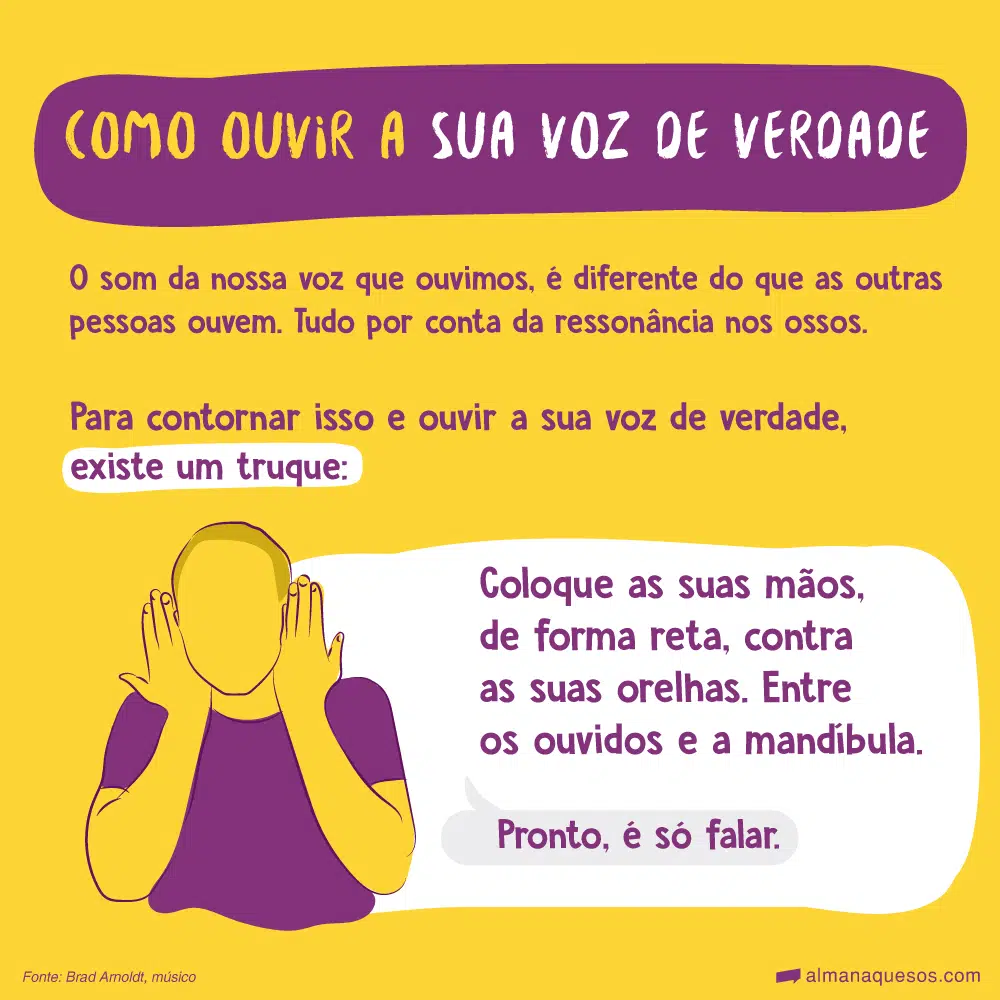 COMO OUVIR A SUA VOZ DE VERDADE
O som da nossa voz que ouvimos, é diferente do que as outras
pessoas ouvem. Tudo por conta da ressonância nos ossos.
Para contornar isso e ouvir a sua voz de verdade,
existe um truque:
Coloque as suas mãos,
de forma reta, contra
as suas orelhas. Entre
os ouvidos e a mandíbula.
Pronto, é só falar.
Fonte: Brad Arnoldt, músico
almanaquesos.com